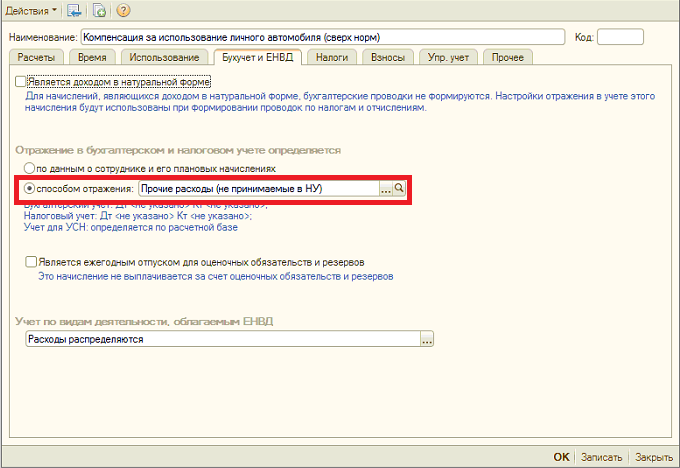 Действия
Наименование: Компенсация за использование личного автомобиля (сверх норм) Код:
Расчеты Время Использование Бухучет и ЕНВД Налоги Взносы Упр. учет Прочее
Является доходом в натуральной форме
Для начислений, являющихся доходом в натуральной форме, бухгалтерские проводки не формируются. Настройки отражения в учете этого
начисления будут использованы при формировании проводок по налогам и отчислениям.
Отражение в бухгалтерском и налоговом учете определяется
по данным о сотруднике и его плановых начислениях
способом отражения: Прочие расходы (не принимаемые в НУ) ...
Бухгалтерский учет: Дт <не указано> Кт <не указано>;
Налоговый учет: Дт <не указано> Кт <не указано>;
Учет для УСН: определяется по расчетной базе
Является ежегодным отпуском для оценочных обязательств и резервов
Это начисление не выплачивается за счет оценочных обязательств и резервов
Учет по видам деятельности, облагаемым ЕНВД
Расходы распределяются ...
OK Записать Закрыть